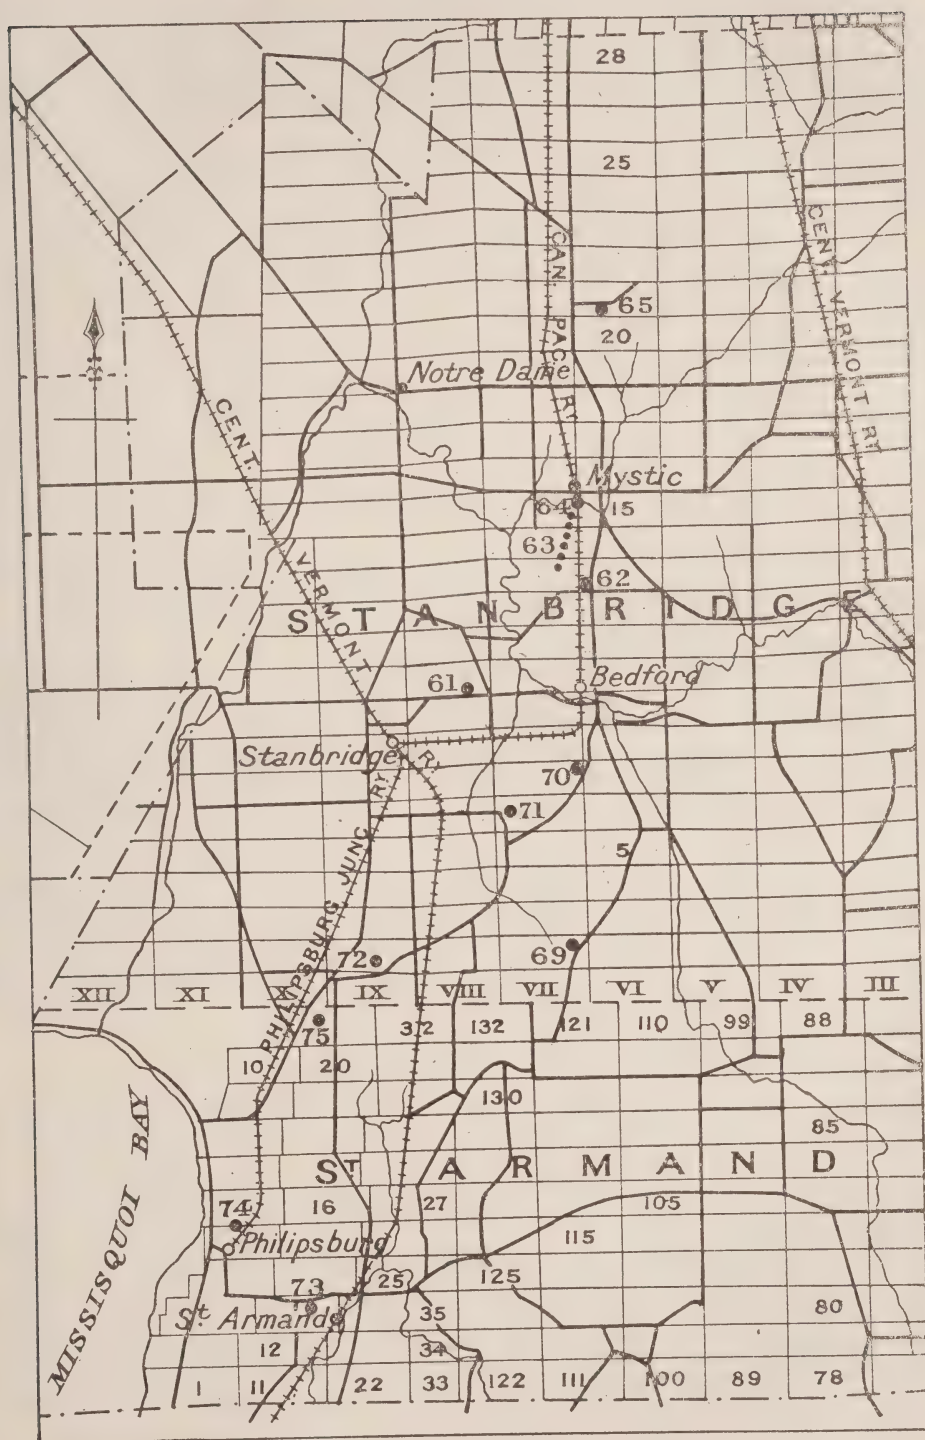 28
25
CENT. VERMONT RY.
CAN. PAC. RY.
65
20
Notre Dame
CENT. VERMONT RY.
Mystic
64
15
63
62
STANBRIDGE
61
Bedford
Stanbridge
70
71
5
PHILIPSBURG JUNC. RY.
72
69
XII XI X IX VIII VII VI V IV III
75
312 132 121 110 99 88
10 20
130
85
MISSISQUOI BAY
ST ARMAND
74
16
27
105
Philipsburg
115
73
25
125
St. Armand
35
80
12
34
1 11 22 33 122 111 100 89 78